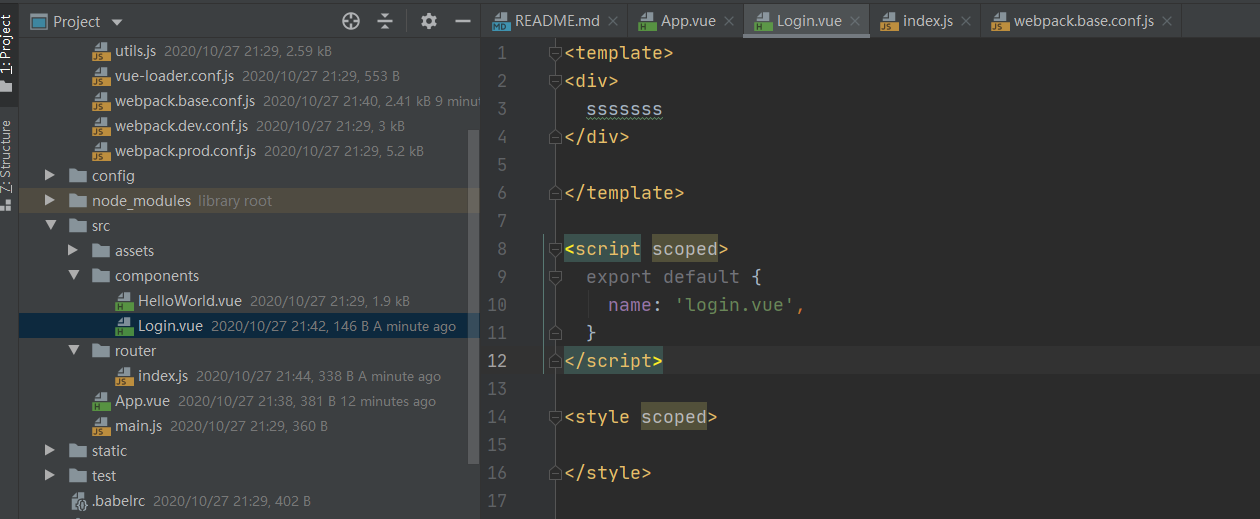 1: Project
Z: Structure
Project
utils.js 2020/10/27 21:29, 2.59 kB
vue-loader.conf.js 2020/10/27 21:29, 553 B
webpack.base.conf.js 2020/10/27 21:40, 2.41 kB 9 minut
webpack.dev.conf.js 2020/10/27 21:29, 3 kB
webpack.prod.conf.js 2020/10/27 21:29, 5.2 kB
config
node_modules library root
src
assets
components
HelloWorld.vue 2020/10/27 21:29, 1.9 kB
Login.vue 2020/10/27 21:42, 146 B A minute ago
router
index.js 2020/10/27 21:44, 338 B A minute ago
App.vue 2020/10/27 21:38, 381 B 12 minutes ago
main.js 2020/10/27 21:29, 360 B
static
test
.babelrc 2020/10/27 21:29, 402 B
README.md App.vue Login.vue index.js webpack.base.conf.js
1 <template>
2 <div>
3 sssssss
4 </div>
5
6 </template>
7
8 <script scoped>
9 export default {
10 name: 'login.vue',
11 }
12 </script>
13
14 <style scoped>
15
16 </style>
17